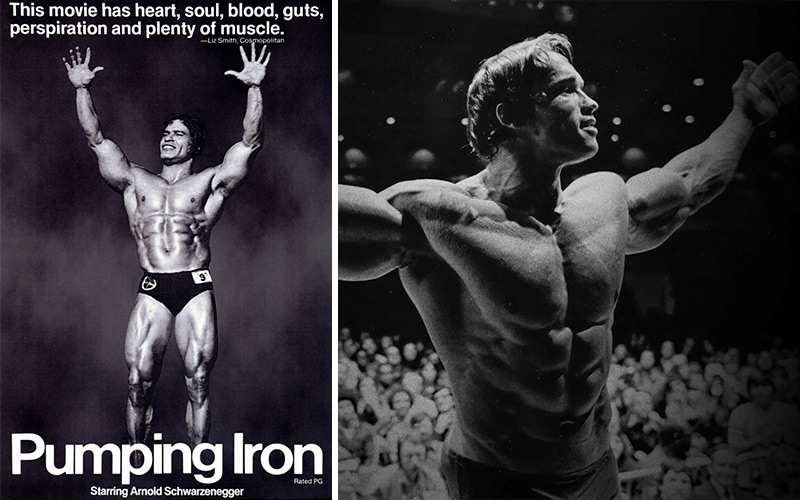 This movie has heart, soul, blood, guts,
perspiration and plenty of muscle.
—Liz Smith, Cosmopolitan
9
Pumping Iron
Rated PG
Starring Arnold Schwarzenegger